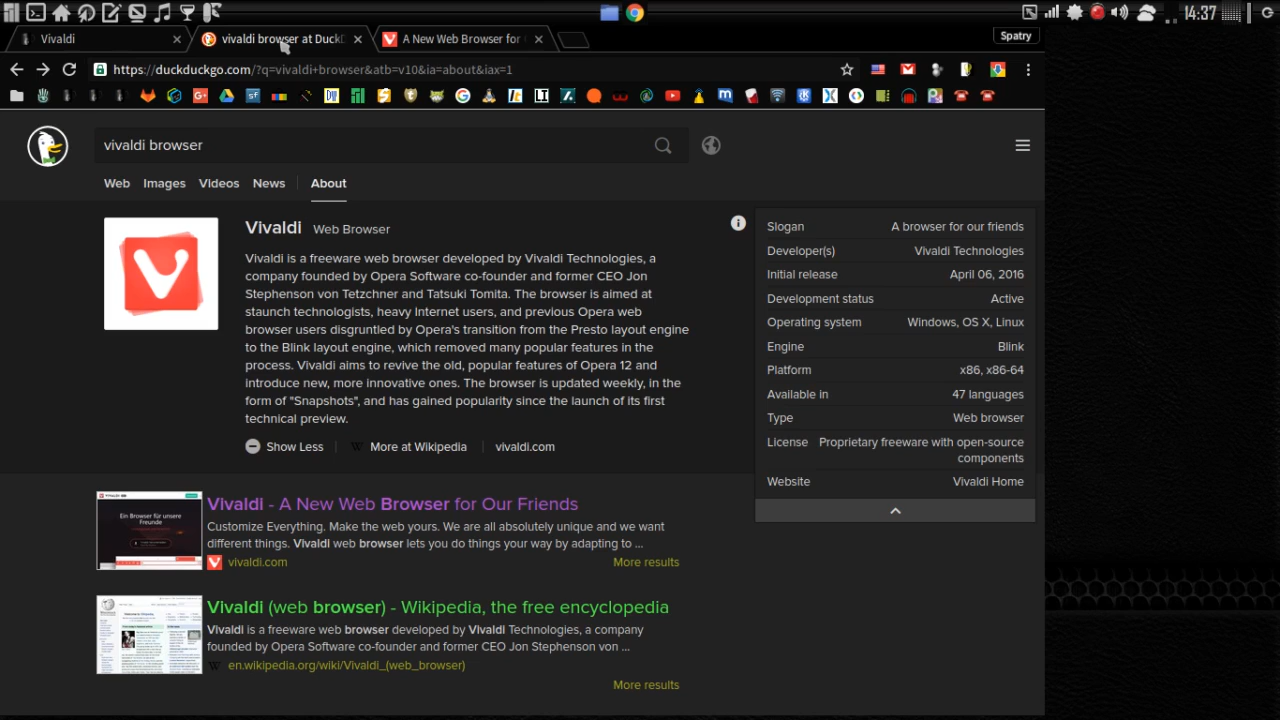 14:37
Vivaldi
vivaldi browser at Duck
A New Web Browser for
Spatry
https://duckduckgo.com/?q=vivaldi+browser&atb=v10&ia=about&iax=1
vivaldi browser
Web Images Videos News About
Vivaldi Web Browser
Vivaldi is a freeware web browser developed by Vivaldi Technologies, a
company founded by Opera Software co-founder and former CEO Jon
Stephenson von Tetzchner and Tatsuki Tomita. The browser is aimed at
staunch technologists, heavy Internet users, and previous Opera web
browser users disgruntled by Opera's transition from the Presto layout engine
to the Blink layout engine, which removed many popular features in the
process. Vivaldi aims to revive the old, popular features of Opera 12 and
introduce new, more innovative ones. The browser is updated weekly, in the
form of "Snapshots", and has gained popularity since the launch of its first
technical preview.
Show Less More at Wikipedia vivaldi.com
Slogan A browser for our friends
Developer(s) Vivaldi Technologies
Initial release April 06, 2016
Development status Active
Operating system Windows, OS X, Linux
Engine Blink
Platform x86, x86-64
Available in 47 languages
Type Web browser
License Proprietary freeware with open-source
components
Website Vivaldi Home
Ein Browser für unsere
Freunde
Vivaldi - A New Web Browser for Our Friends
Customize Everything. Make the web yours. We are all absolutely unique and we want
different things. Vivaldi web browser lets you do things your way by adapting to ...
vivaldi.com More results
Vivaldi (web browser) - Wikipedia, the free encyclopedia
Vivaldi is a freeware web browser developed by Vivaldi Technologies, a company
founded by Opera Software co-founder and former CEO Jon Stephenson von ...
en.wikipedia.org/wiki/Vivaldi_(web_browser)
More results